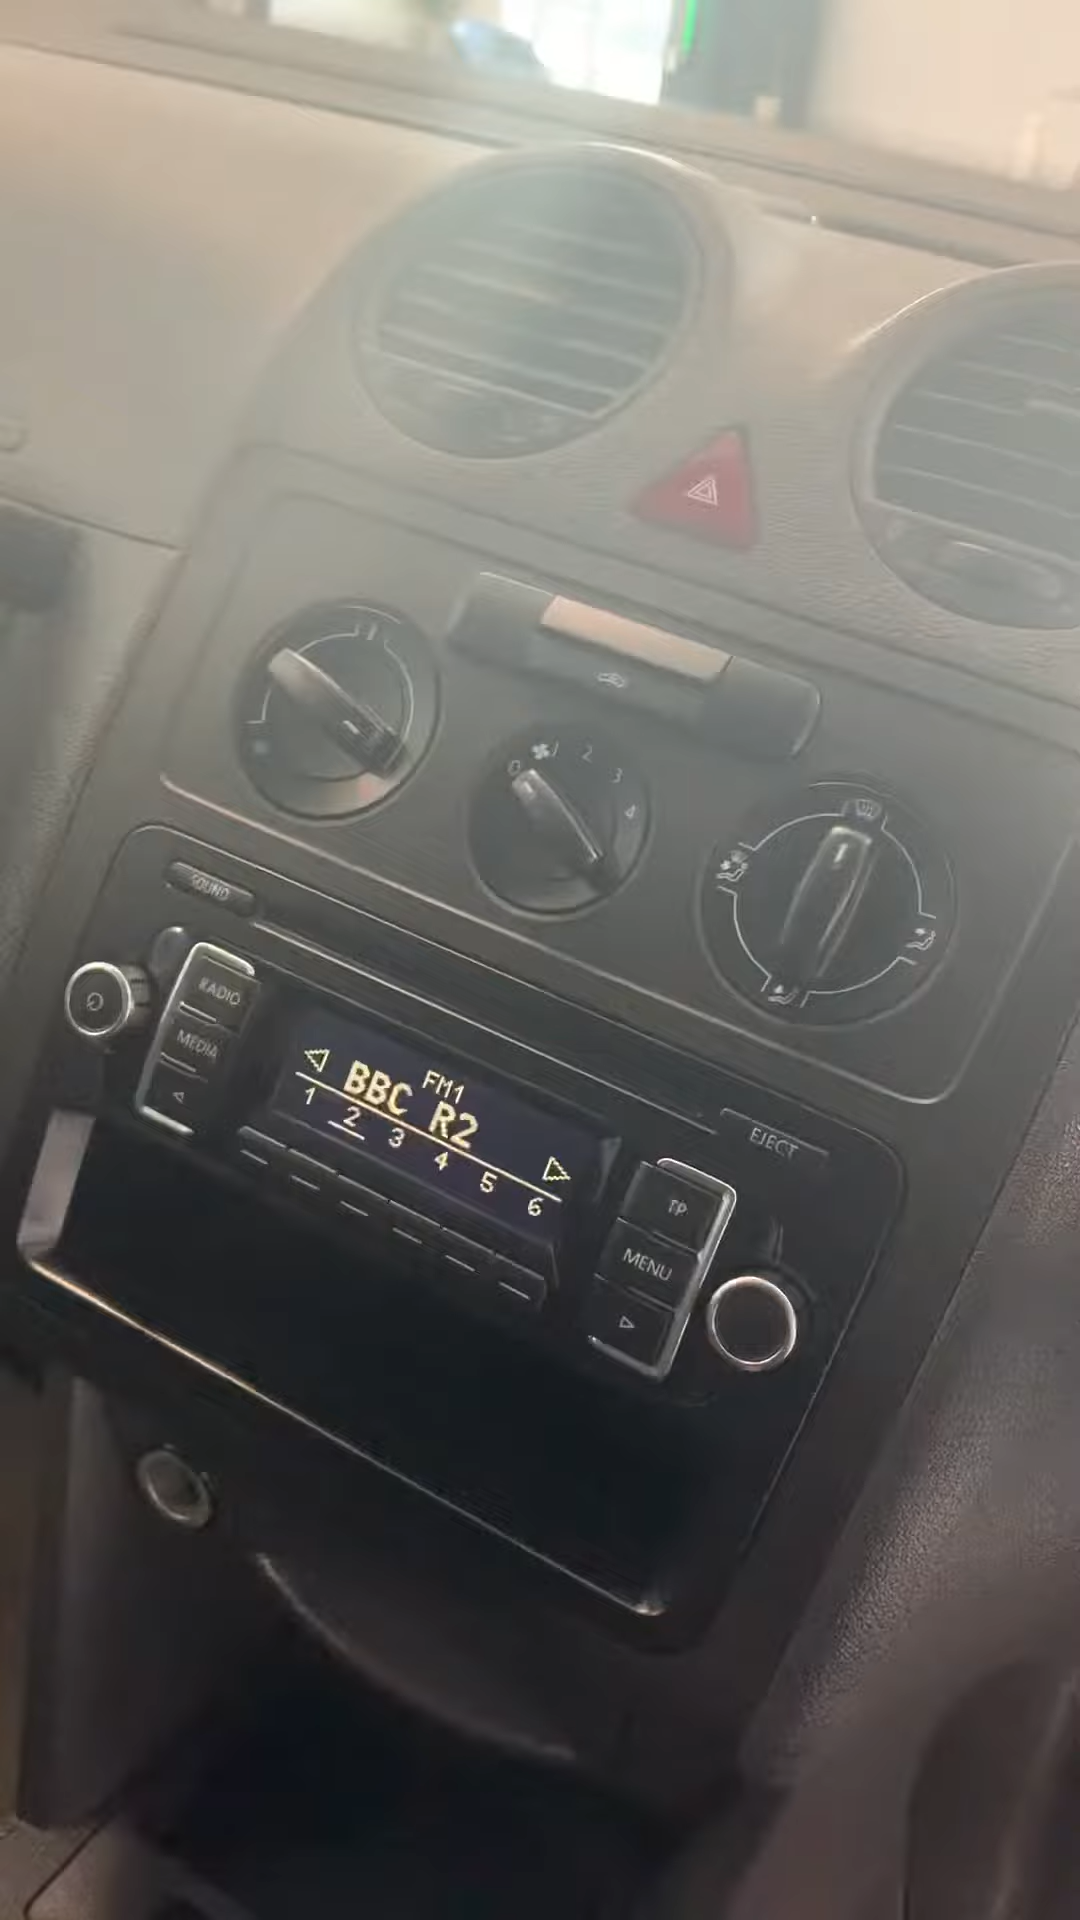 0 1 2 3 4
SOUND
RADIO
MEDIA
FM1
BBC R2
1 2 3 4 5 6
EJECT
TP
MENU